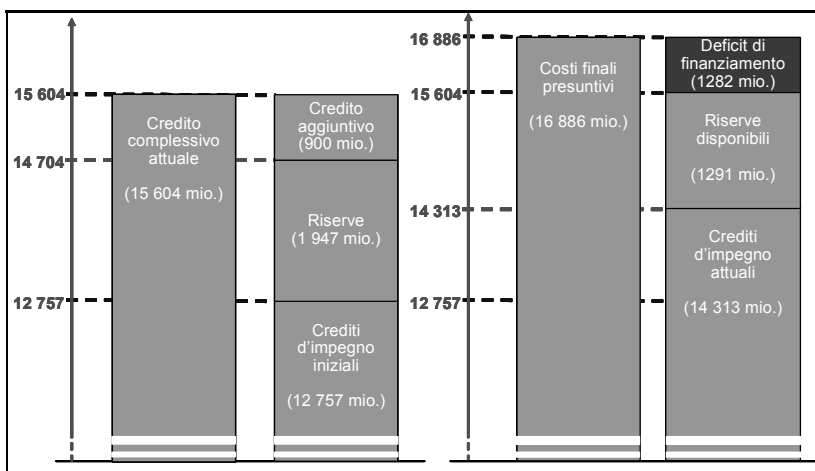 15 604
14 704
12 757
Credito
complessivo
attuale
(15 604 mio.)
Credito
aggiuntivo
(900 mio.)
Riserve
(1 947 mio.)
Crediti
d'impegno
iniziali
(12 757 mio.)
16 886
15 604
14 313
12 757
Costi finali
presuntivi
(16 886 mio.)
Deficit di
finanziamento
(1282 mio.)
Riserve
disponibili
(1291 mio.)
Crediti
d'impegno
attuali
(14 313 mio.)